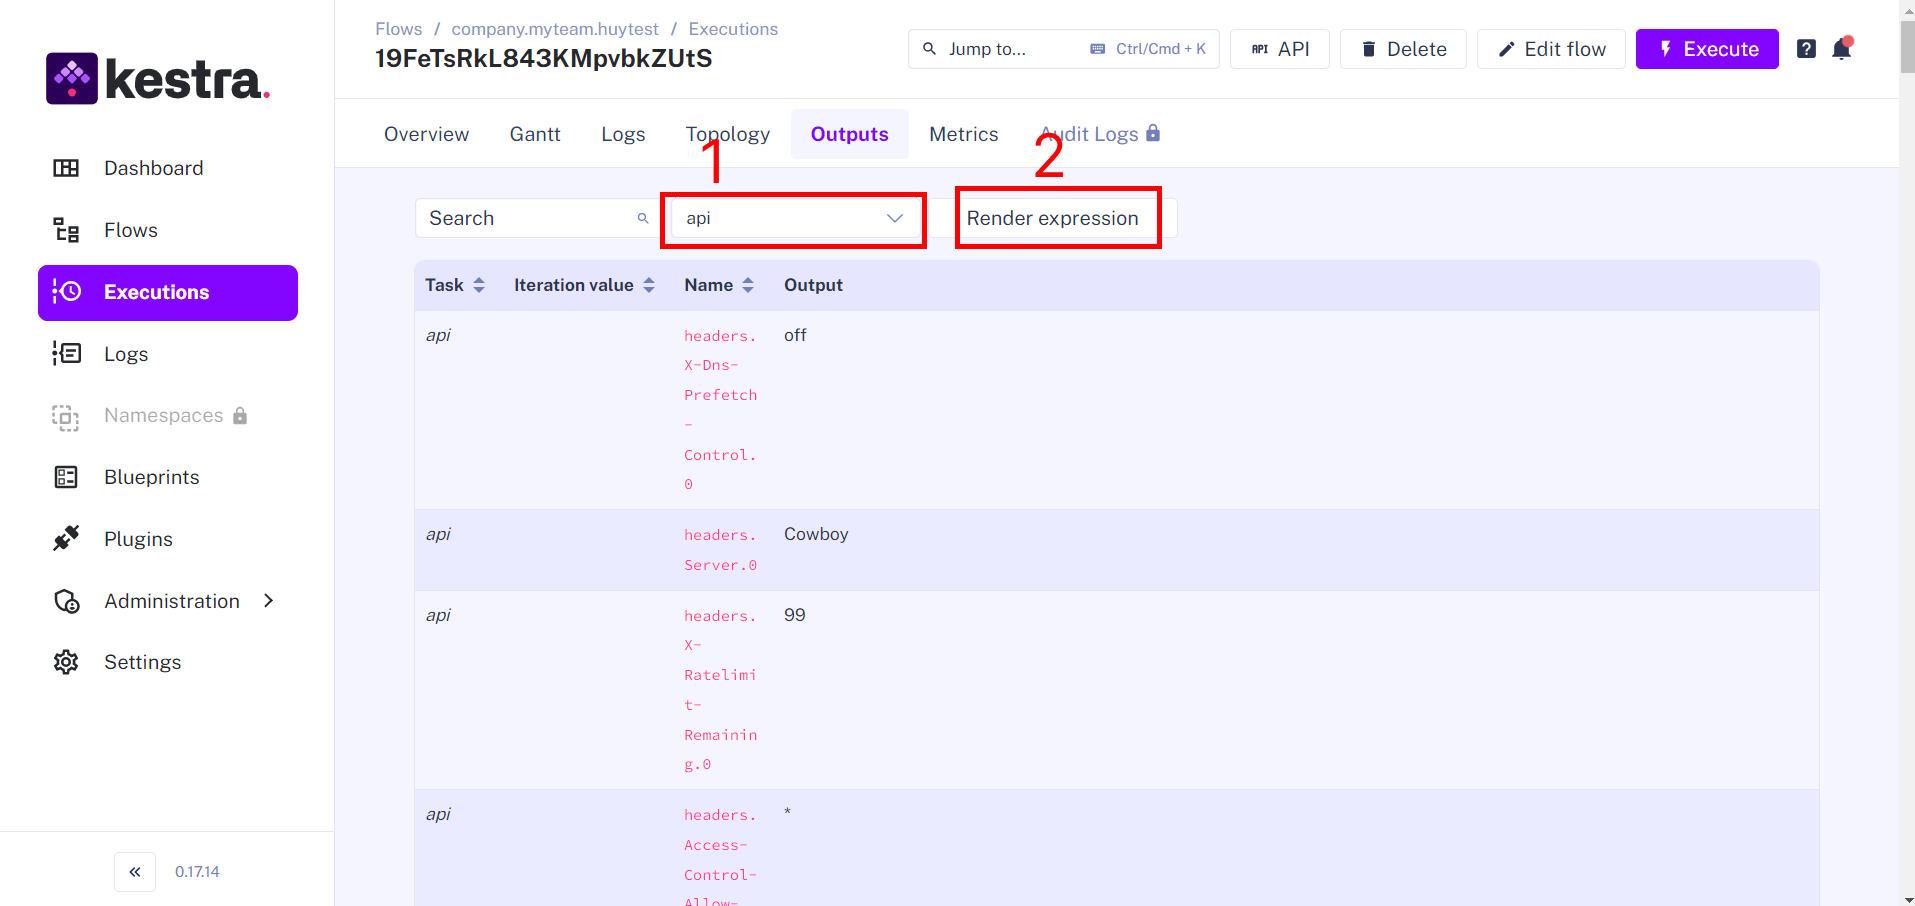 kestra.
Dashboard
Flows
Executions
Logs
Namespaces
Blueprints
Plugins
Administration
Settings
0.17.14
Flows / company.myteam.huytest / Executions
19FeTsRkL843KMpvbkZUtS
Jump to... Ctrl/Cmd + K
API API
Delete
Edit flow
Execute
?
Overview Gantt Logs Topology Outputs Metrics Audit Logs
1 2
Search api Render expression
Task Iteration value Name Output
api headers. off
X-Dns-
Prefetch
-
Control.
0
api headers. Cowboy
Server.0
api headers. 99
X-
Ratelimi
t-
Remainin
g.0
api headers. *
Access-
Control-
Allow-